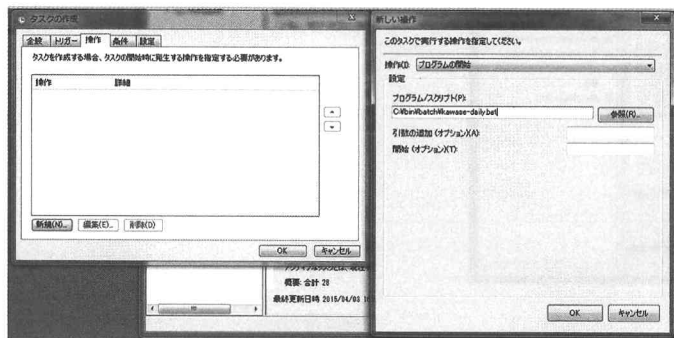 タスクの作成
全般 トリガー 操作 条件 設定
タスクを作成する場合、タスクの開始時に発生する操作を指定する必要があります。
操作 詳細
新規(N)... 編集(E)... 削除(D)
OK キャンセル
概要: 合計 28
最終更新日時 2015/04/03
新しい操作
このタスクで実行する操作を指定してください。
操作(I): プログラムの開始
設定
プログラム/スクリプト(P):
C:¥bin¥batch¥kawase-daily.bat
参照(R)...
引数の追加 (オプション)(A):
開始 (オプション)(T):
OK キャンセル